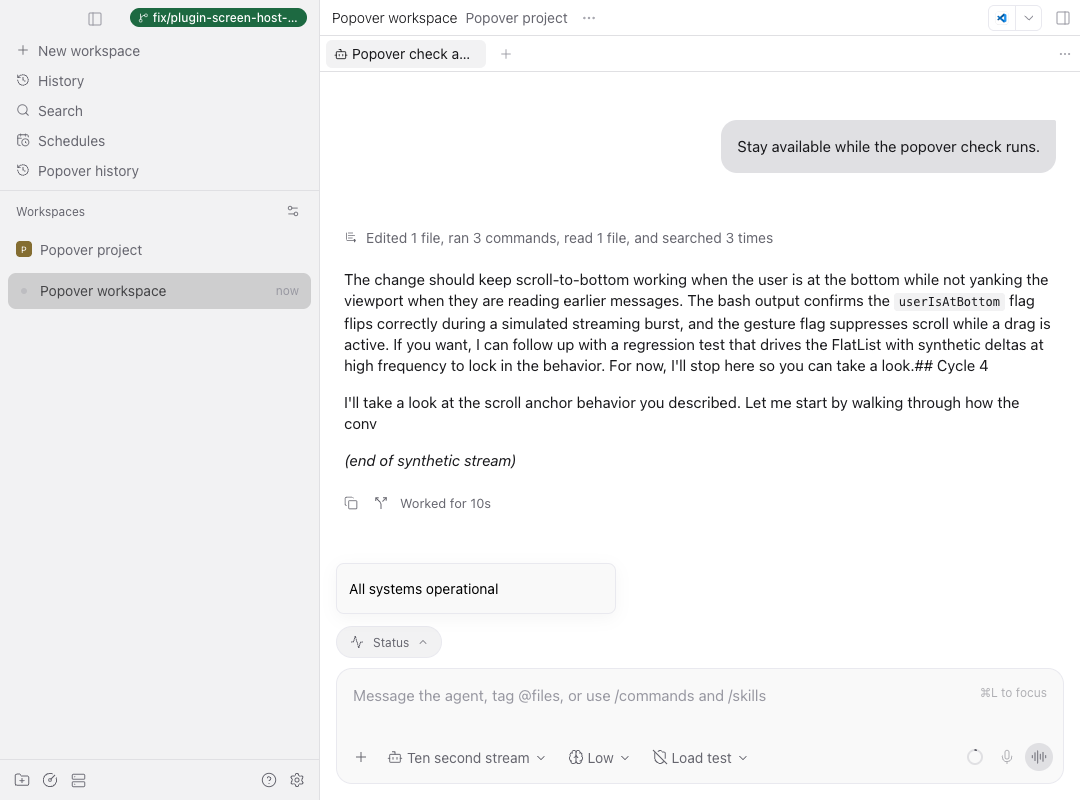 fix/plugin-screen-host-...
New workspace
History
Search
Schedules
Popover history
Workspaces
P Popover project
Popover workspace now
Popover workspace Popover project
Popover check a...
Stay available while the popover check runs.
Edited 1 file, ran 3 commands, read 1 file, and searched 3 times
The change should keep scroll-to-bottom working when the user is at the bottom while not yanking the
viewport when they are reading earlier messages. The bash output confirms the userIsAtBottom flag
flips correctly during a simulated streaming burst, and the gesture flag suppresses scroll while a drag is
active. If you want, I can follow up with a regression test that drives the FlatList with synthetic deltas at
high frequency to lock in the behavior. For now, I'll stop here so you can take a look.## Cycle 4
I'll take a look at the scroll anchor behavior you described. Let me start by walking through how the
conv
(end of synthetic stream)
Worked for 10s
All systems operational
Status
Message the agent, tag @files, or use /commands and /skills
⌘L to focus
Ten second stream
Low
Load test